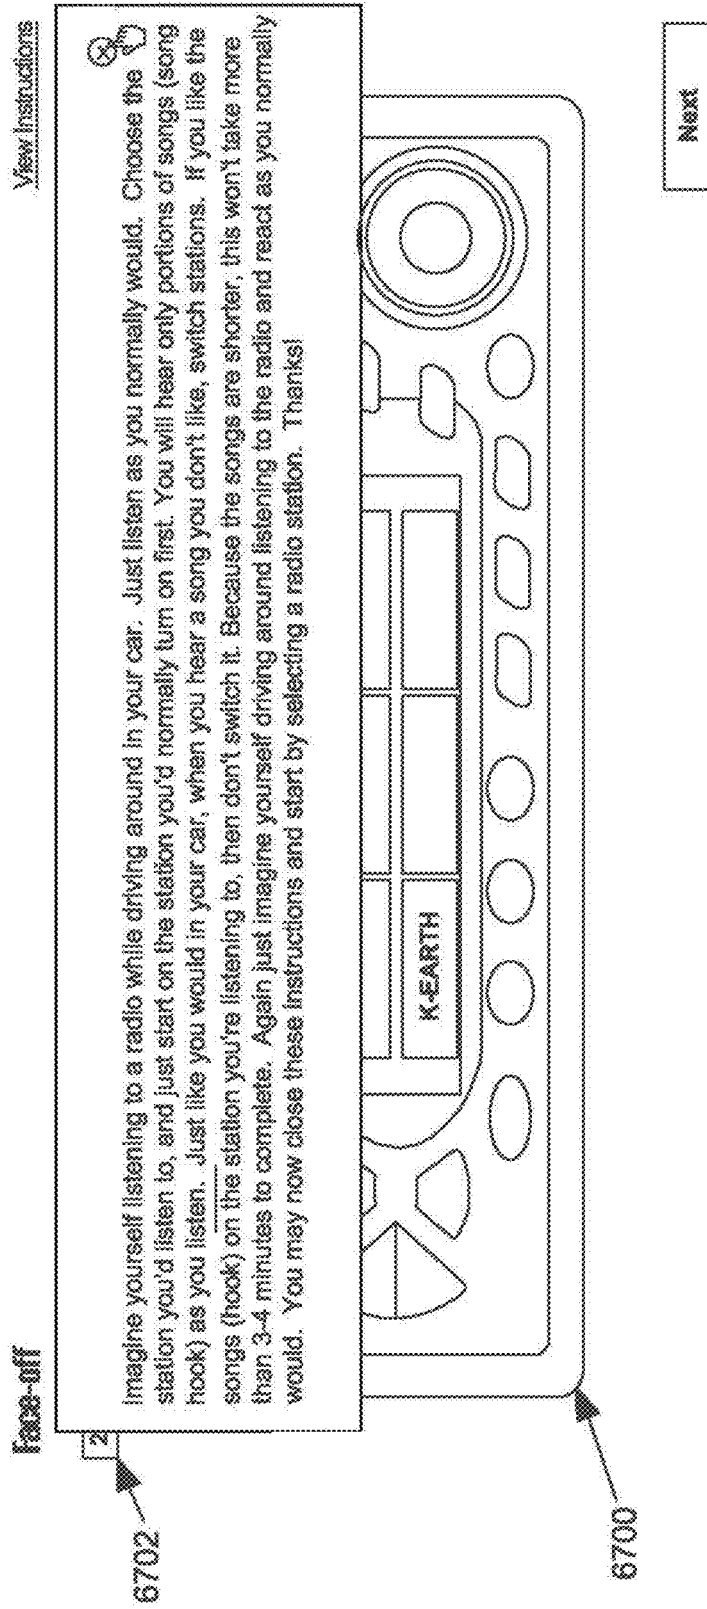 Face-off
View Instructions
2
Imagine yourself listening to a radio while driving around in your car. Just listen as you normally would. Choose the
station you'd listen to, and just start on the station you'd normally turn on first. You will hear only portions of songs (song
hook) as you listen. Just like you would in your car, when you hear a song you don't like, switch stations. If you like the
songs (hook) on the station you're listening to, then don't switch it. Because the songs are shorter, this won't take more
than 3-4 minutes to complete. Again just imagine yourself driving around listening to the radio and react as you normally
would. You may now close these instructions and start by selecting a radio station. Thanks!
K-EARTH
Next
6702
6700